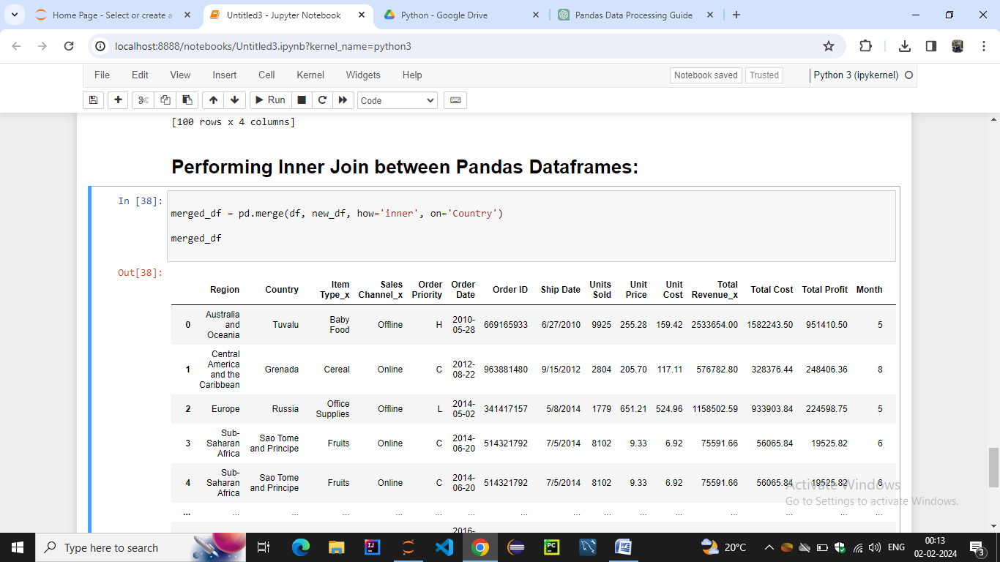 Home Page - Select or create a
Untitled3 - Jupyter Notebook
Python - Google Drive
Pandas Data Processing Guide
localhost:8888/notebooks/Untitled3.ipynb?kernel_name=python3
File Edit View Insert Cell Kernel Widgets Help
Notebook saved Trusted Python 3 (ipykernel)
Run Code
[100 rows x 4 columns]
Performing Inner Join between Pandas Dataframes:
In [38]:
merged_df = pd.merge(df, new_df, how='inner', on='Country')
merged_df
Out[38]:
Region Country Item Type_x Sales Channel_x Order Priority Order Date Order ID Ship Date Units Sold Unit Price Unit Cost Total Revenue_x Total Cost Total Profit Month
0 Australia and Oceania Tuvalu Baby Food Offline H 2010-05-28 669165933 6/27/2010 9925 255.28 159.42 2533654.00 1582243.50 951410.50 5
1 Central America and the Caribbean Grenada Cereal Online C 2012-08-22 963881480 9/15/2012 2804 205.70 117.11 576782.80 328376.44 248406.36 8
2 Europe Russia Office Supplies Offline L 2014-05-02 341417157 5/8/2014 1779 651.21 524.96 1158502.59 933903.84 224598.75 5
3 Sub-Saharan Africa Sao Tome and Principe Fruits Online C 2014-06-20 514321792 7/5/2014 8102 9.33 6.92 75591.66 56065.84 19525.82 6
4 Sub-Saharan Africa Sao Tome and Principe Fruits Online C 2014-06-20 514321792 7/5/2014 8102 9.33 6.92 75591.66 56065.84 19525.82 6
... ... ... ... ... ... ... ... ... ... ... ... ... ... ... ...
2016-
Activate Windows
Go to Settings to activate Windows.
Type here to search
20°C
ENG
00:13
02-02-2024
3